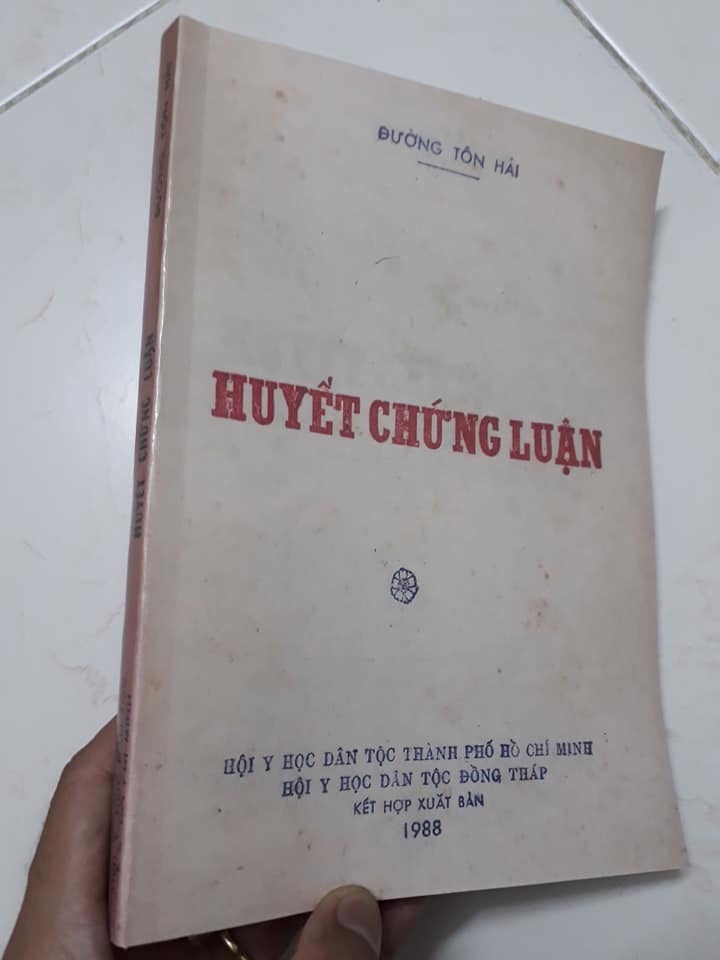 ĐƯỜNG TÔN HẢI
HUYẾT CHỨNG LUẬN
HỘI Y HỌC DÂN TỘC THÀNH PHỐ HỒ CHÍ MINH
HỘI Y HỌC DÂN TỘC ĐỒNG THÁP
KẾT HỢP XUẤT BẢN
1988
HUYẾT CHỨNG LUẬN